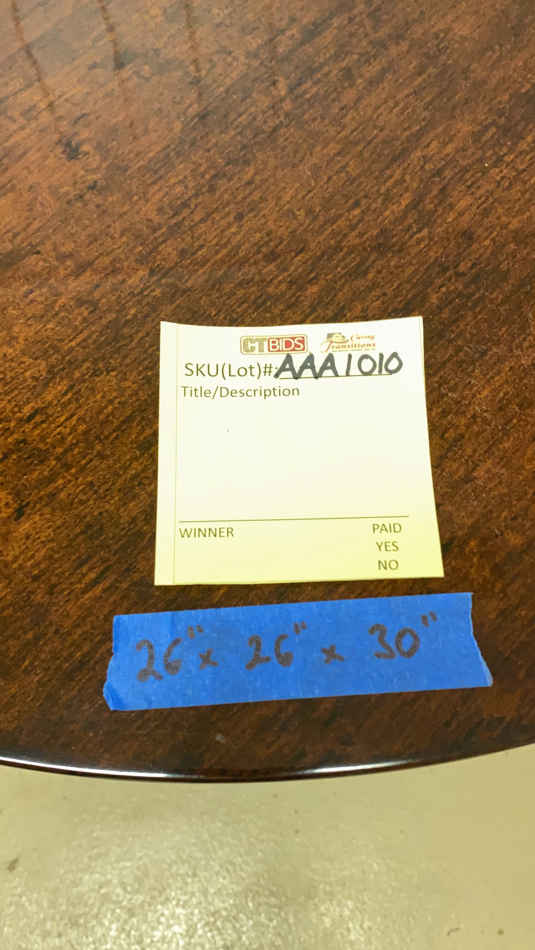 CTBIDS Caring Transitions
SKU(Lot)#: AAA1010
Title/Description
WINNER PAID
YES
NO
26" x 26" x 30"